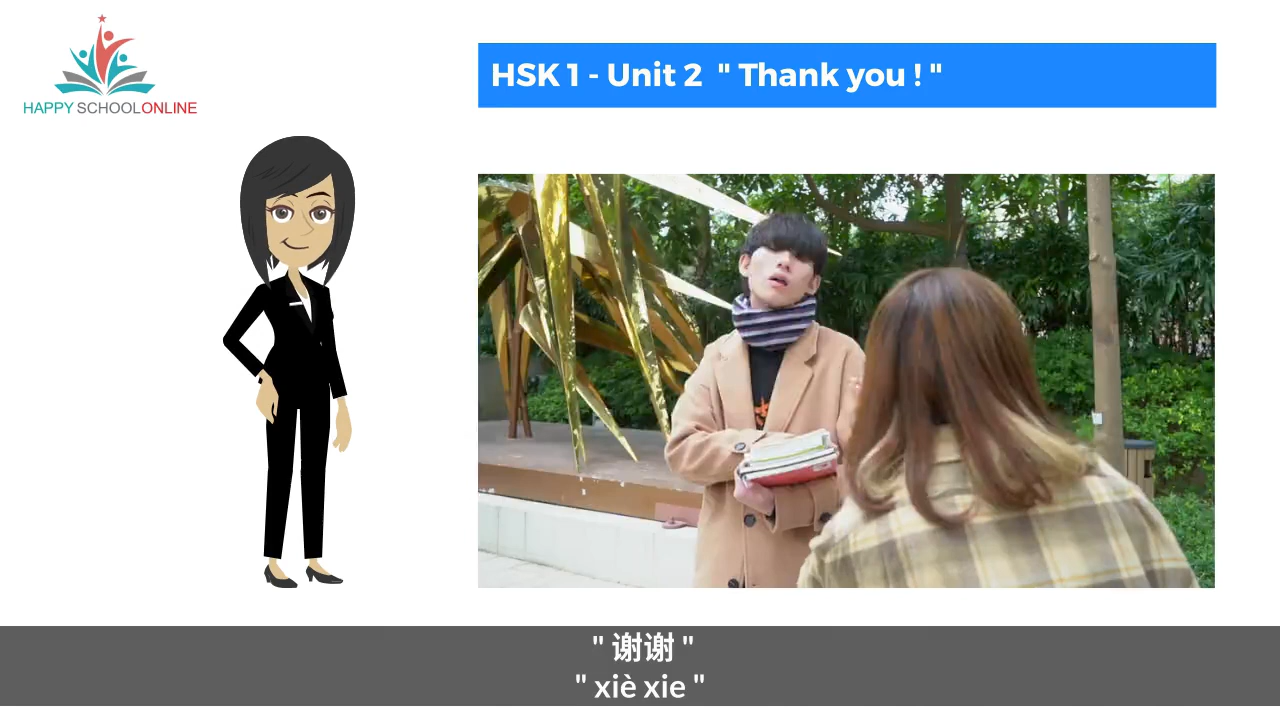 HAPPY SCHOOLONLINE
HSK 1 - Unit 2 " Thank you ! "
" 谢谢 "
" xiè xie "